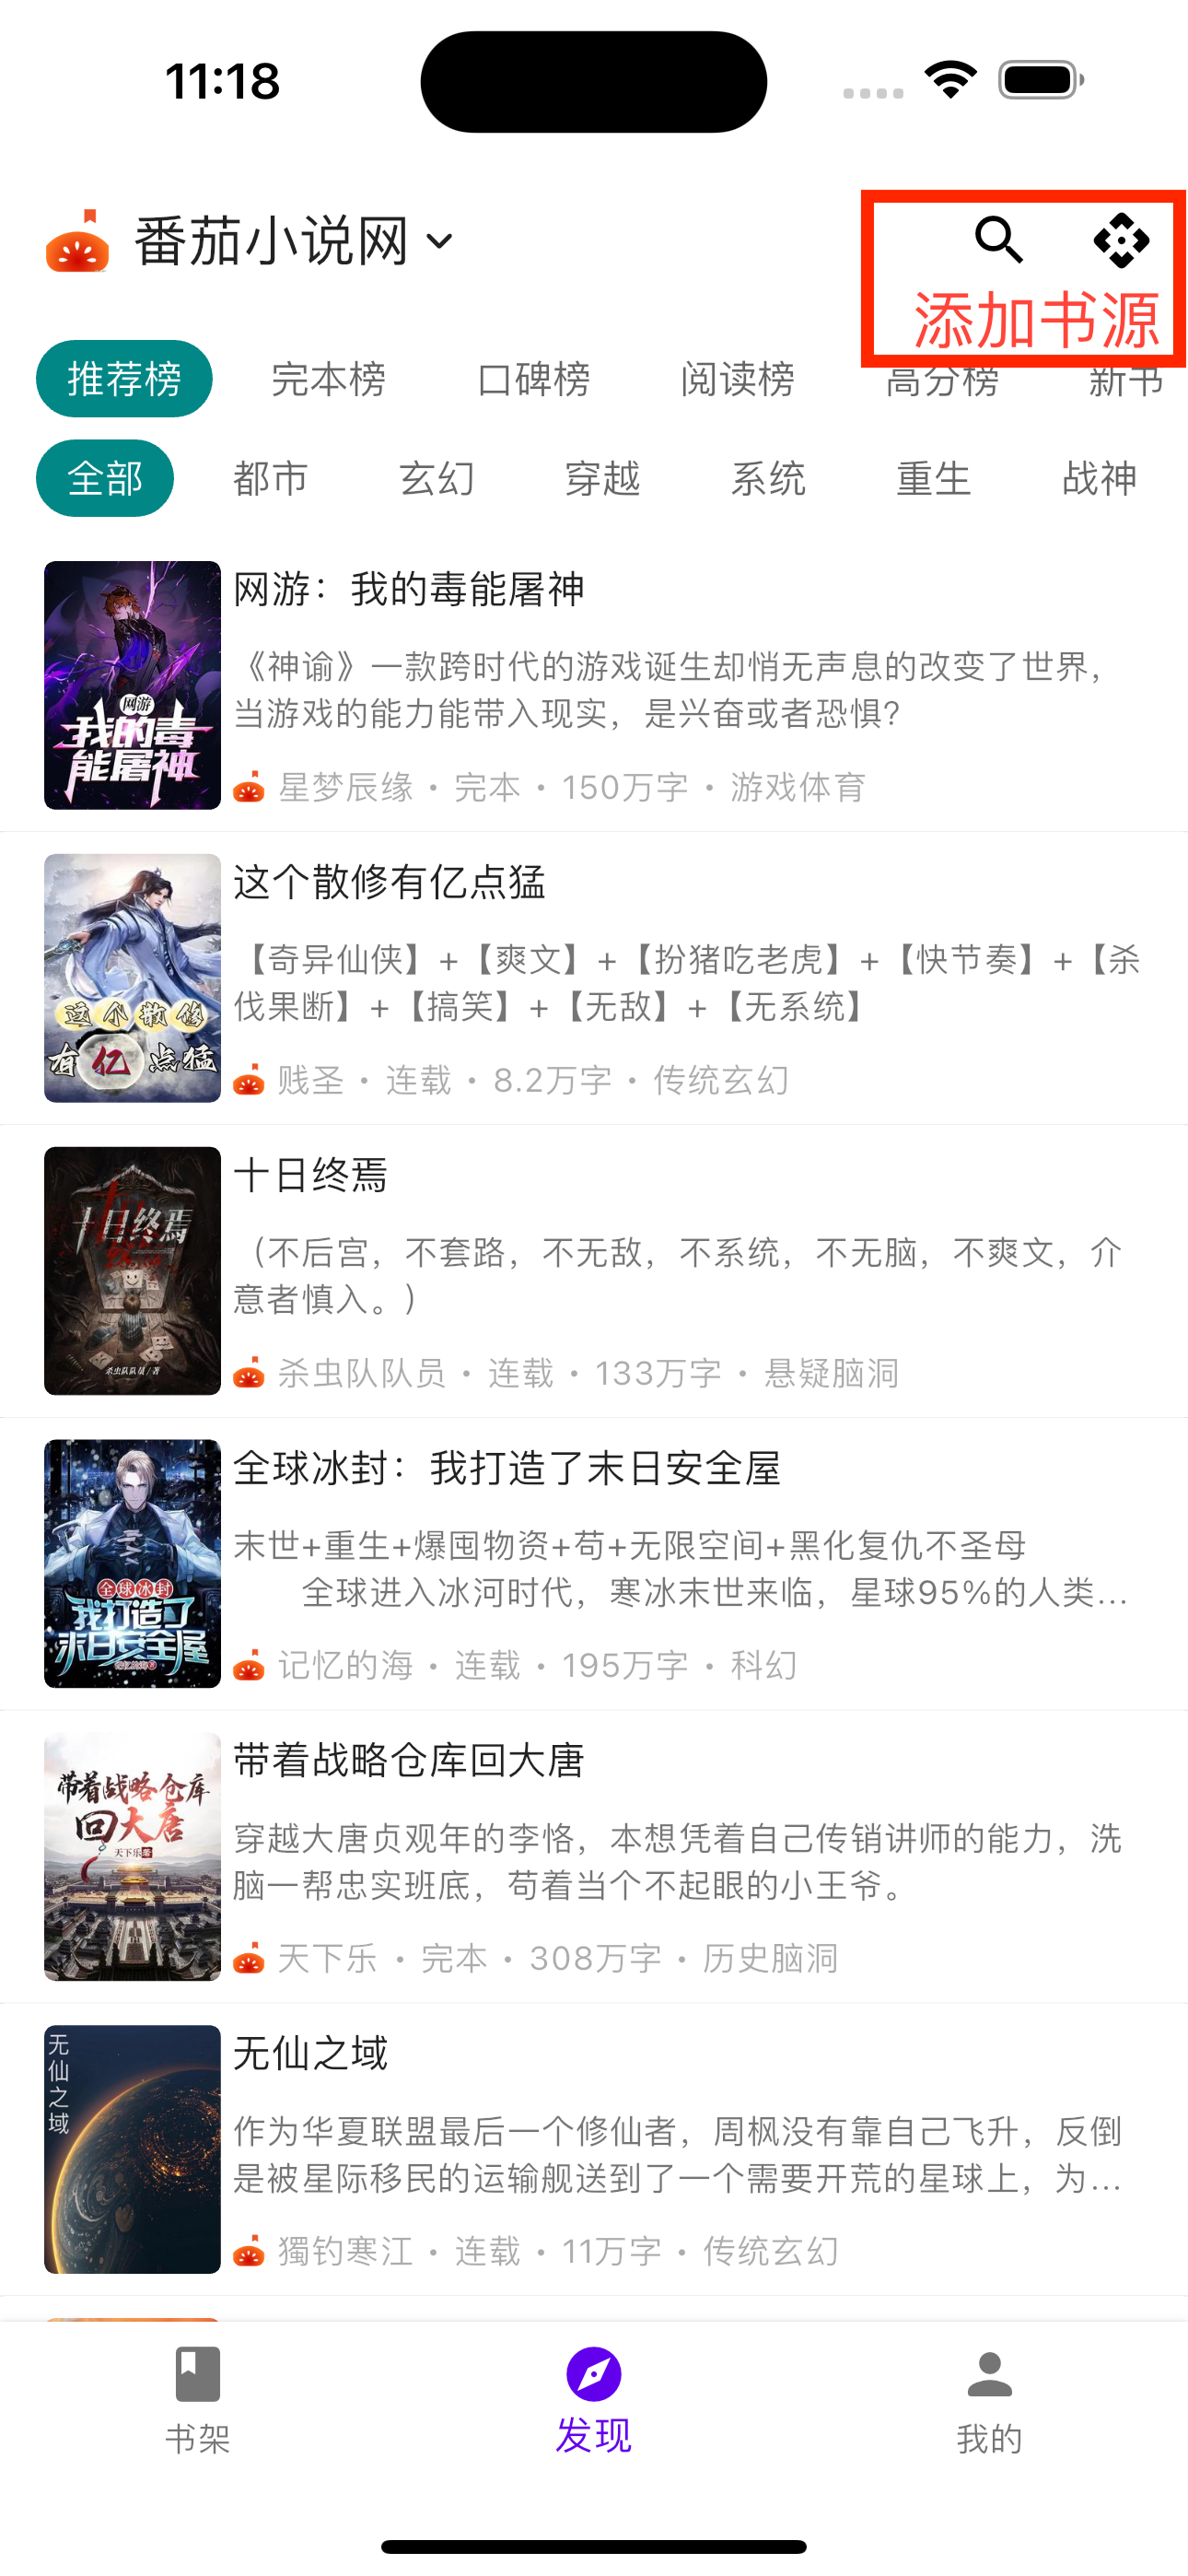 11:18
番茄小说网
添加书源
推荐榜 完本榜 口碑榜 阅读榜 高分榜 新书
全部 都市 玄幻 穿越 系统 重生 战神
网游：我的毒能屠神
《神谕》一款跨时代的游戏诞生却悄无声息的改变了世界，
当游戏的能力能带入现实，是兴奋或者恐惧？
星梦辰缘 • 完本 • 150万字 • 游戏体育
网游
我的毒
能屠神
这个散修有亿点猛
【奇异仙侠】+【爽文】+【扮猪吃老虎】+【快节奏】+【杀
伐果断】+【搞笑】+【无敌】+【无系统】
贱圣 • 连载 • 8.2万字 • 传统玄幻
这个散修
有亿点猛
十日终焉
（不后宫，不套路，不无敌，不系统，不无脑，不爽文，介
意者慎入。）
杀虫队队员 • 连载 • 133万字 • 悬疑脑洞
十日终焉
杀虫队队员/著
全球冰封：我打造了末日安全屋
末世+重生+爆囤物资+苟+无限空间+黑化复仇不圣母
全球进入冰河时代，寒冰末世来临，星球95%的人类...
记忆的海 • 连载 • 195万字 • 科幻
全球冰封
我打造了
末日安全屋
带着战略仓库回大唐
穿越大唐贞观年的李恪，本想凭着自己传销讲师的能力，洗
脑一帮忠实班底，苟着当个不起眼的小王爷。
天下乐 • 完本 • 308万字 • 历史脑洞
带着战略仓库
回大唐
天下乐著
无仙之域
作为华夏联盟最后一个修仙者，周枫没有靠自己飞升，反倒
是被星际移民的运输舰送到了一个需要开荒的星球上，为...
獨钓寒江 • 连载 • 11万字 • 传统玄幻
无仙之域
书架 发现 我的